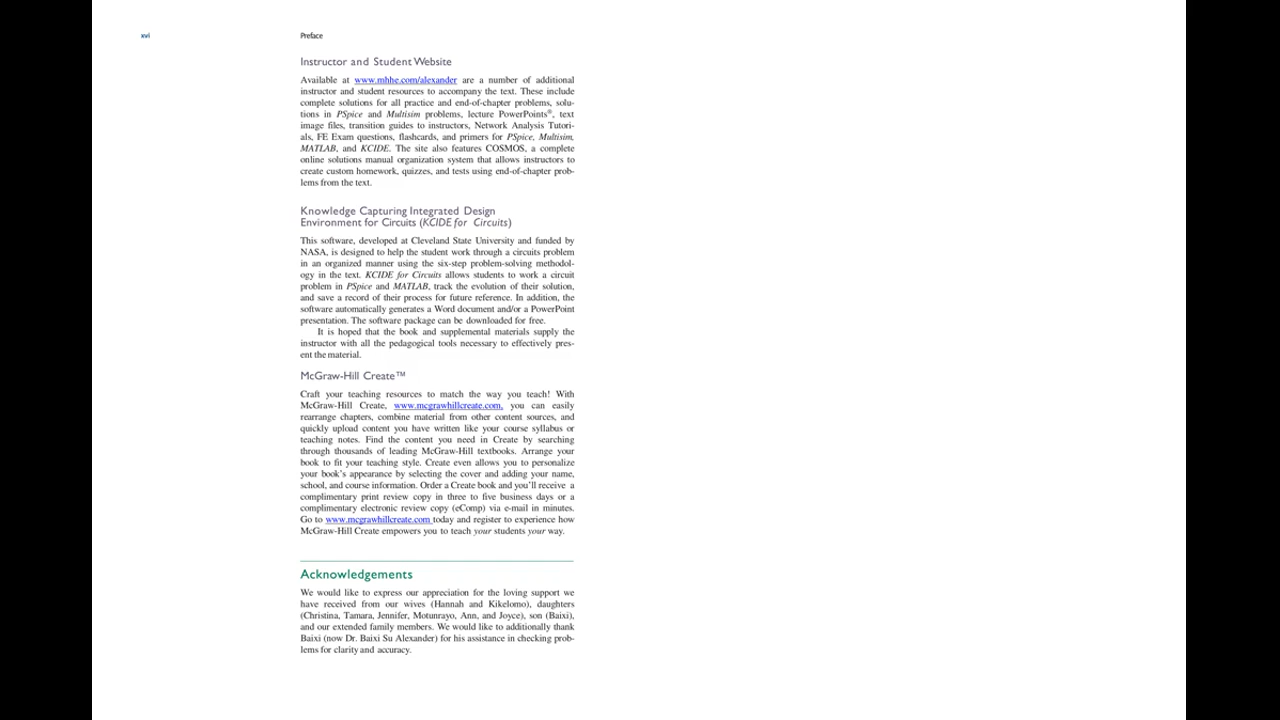 xvi
Preface
Instructor and Student Website
Available at www.mhhe.com/alexander are a number of additional
instructor and student resources to accompany the text. These include
complete solutions for all practice and end-of-chapter problems, solu-
tions in PSpice and Multisim problems, lecture PowerPoints®, text
image files, transition guides to instructors, Network Analysis Tutori-
als, FE Exam questions, flashcards, and primers for PSpice, Multisim,
MATLAB, and KCIDE. The site also features COSMOS, a complete
online solutions manual organization system that allows instructors to
create custom homework, quizzes, and tests using end-of-chapter prob-
lems from the text.
Knowledge Capturing Integrated Design
Environment for Circuits (KCIDE for Circuits)
This software, developed at Cleveland State University and funded by
NASA, is designed to help the student work through a circuits problem
in an organized manner using the six-step problem-solving methodol-
ogy in the text. KCIDE for Circuits allows students to work a circuit
problem in PSpice and MATLAB, track the evolution of their solution,
and save a record of their process for future reference. In addition, the
software automatically generates a Word document and/or a PowerPoint
presentation. The software package can be downloaded for free.
It is hoped that the book and supplemental materials supply the
instructor with all the pedagogical tools necessary to effectively pres-
ent the material.
McGraw-Hill Create™
Craft your teaching resources to match the way you teach! With
McGraw-Hill Create, www.mcgrawhillcreate.com, you can easily
rearrange chapters, combine material from other content sources, and
quickly upload content you have written like your course syllabus or
teaching notes. Find the content you need in Create by searching
through thousands of leading McGraw-Hill textbooks. Arrange your
book to fit your teaching style. Create even allows you to personalize
your book's appearance by selecting the cover and adding your name,
school, and course information. Order a Create book and you'll receive a
complimentary print review copy in three to five business days or a
complimentary electronic review copy (eComp) via e-mail in minutes.
Go to www.mcgrawhillcreate.com today and register to experience how
McGraw-Hill Create empowers you to teach your students your way.
Acknowledgements
We would like to express our appreciation for the loving support we
have received from our wives (Hannah and Kikelomo), daughters
(Christina, Tamara, Jennifer, Motunrayo, Ann, and Joyce), son (Baixi),
and our extended family members. We would like to additionally thank
Baixi (now Dr. Baixi Su Alexander) for his assistance in checking prob-
lems for clarity and accuracy.